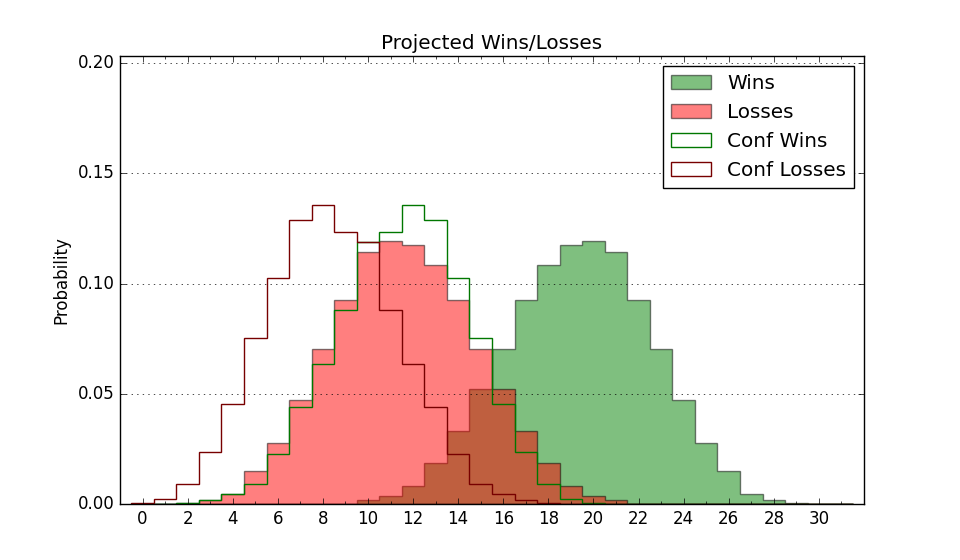 Projected Wins/Losses
0.20
0.15
0.10
0.05
0.00
Probability
Wins
Losses
Conf Wins
Conf Losses
0 2 4 6 8 10 12 14 16 18 20 22 24 26 28 30